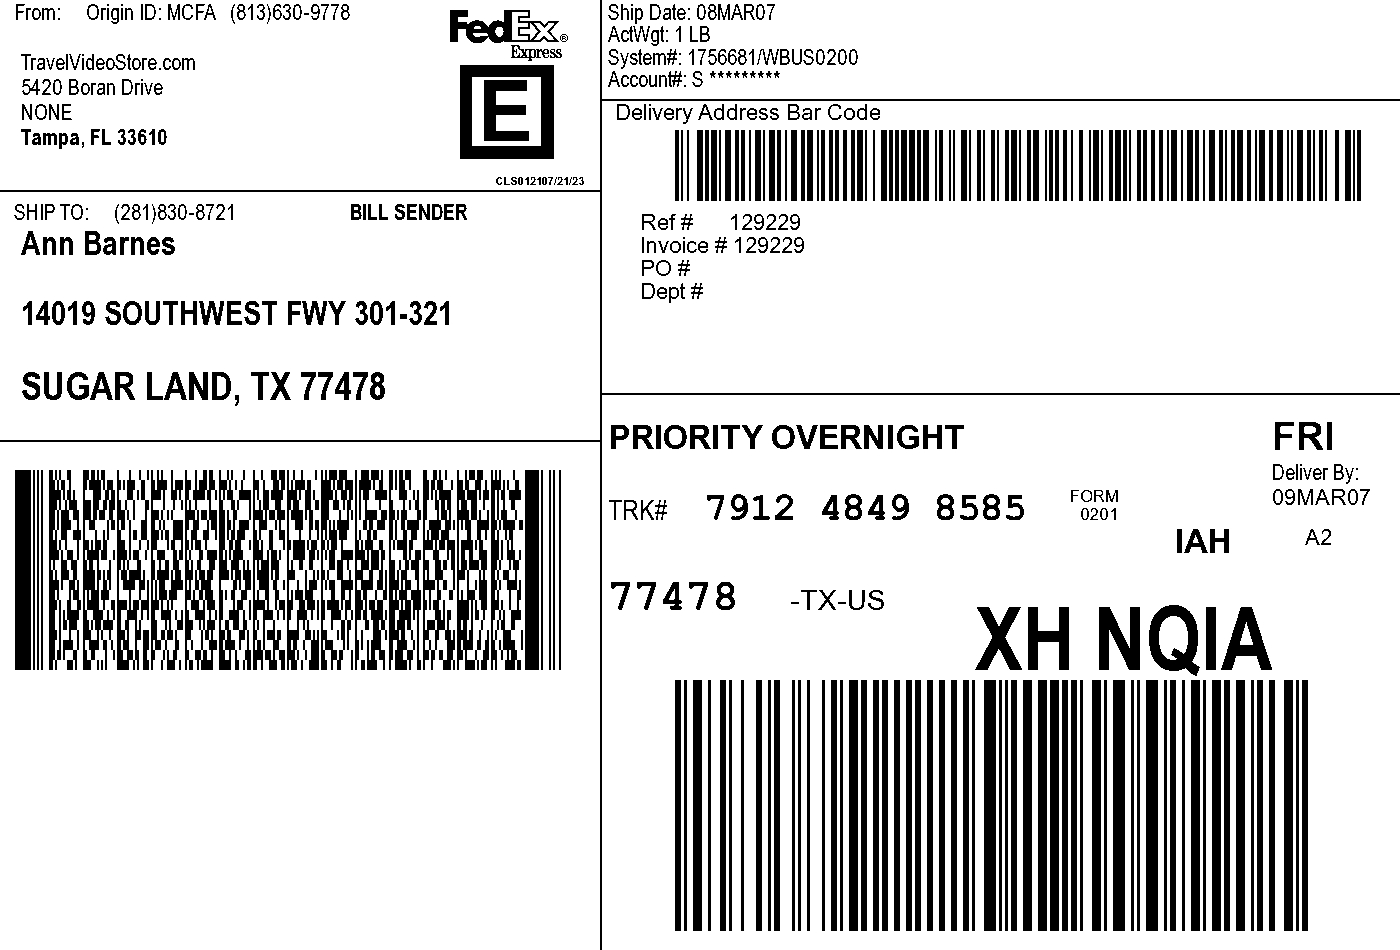 From: Origin ID: MCFA (813)630-9778
TravelVideoStore.com
5420 Boran Drive
NONE
Tampa, FL 33610
FedEx®
Express
E
CLS012107/21/23
SHIP TO: (281)830-8721 BILL SENDER
Ann Barnes
14019 SOUTHWEST FWY 301-321
SUGAR LAND, TX 77478
Ship Date: 08MAR07
ActWgt: 1 LB
System#: 1756681/WBUS0200
Account#: S *********
Delivery Address Bar Code
Ref # 129229
Invoice # 129229
PO #
Dept #
PRIORITY OVERNIGHT
FRI
Deliver By:
09MAR07
TRK# 7912 4849 8585
FORM
0201
IAH
A2
77478 -TX-US
XH NQIA